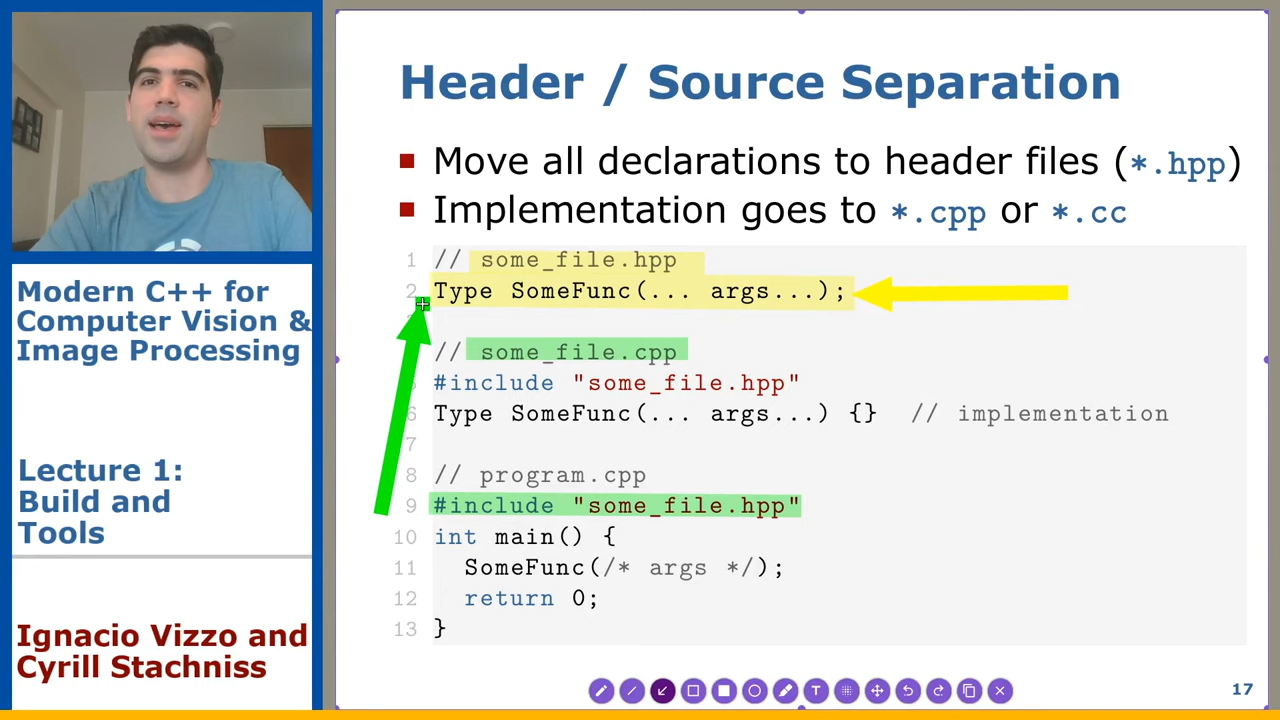 Header / Source Separation
Move all declarations to header files (*.hpp)
Implementation goes to *.cpp or *.cc
1 // some_file.hpp
2 Type SomeFunc(... args...);
// some_file.cpp
#include "some_file.hpp"
6 Type SomeFunc(... args...) {} // implementation
7
8 // program.cpp
9 #include "some_file.hpp"
10 int main() {
11 SomeFunc(/* args */);
12 return 0;
13 }
Modern C++ for
Computer Vision &
Image Processing
Lecture 1:
Build and
Tools
Ignacio Vizzo and
Cyrill Stachniss
T
17